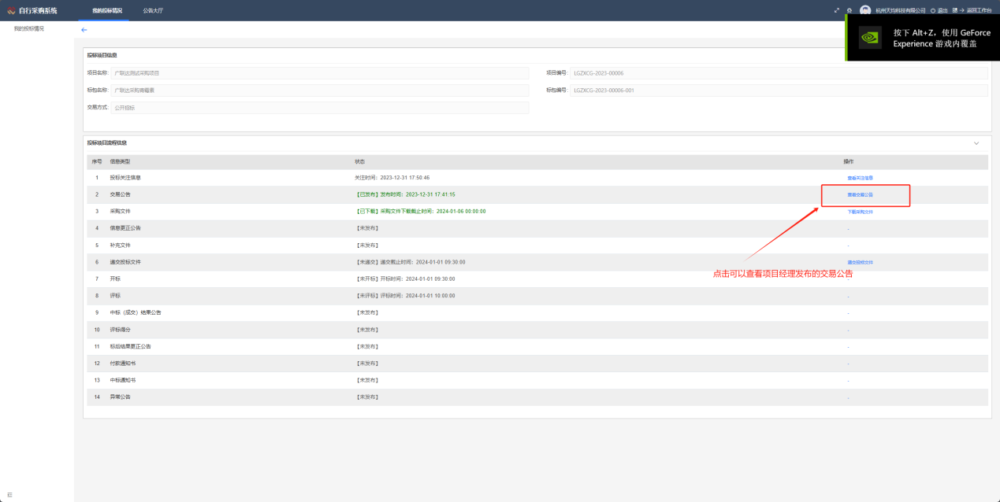 自行采购系统 我的投标情况 公告大厅 杭州天均科技有限公司 退出 返回工作台
我的投标情况
按下 Alt+Z，使用 GeForce
Experience 游戏内覆盖
投标项目信息
项目名称: 广联达测试采购项目 项目编号: LGZXCG-2023-00006
标包名称: 广联达采购青霉素 标包编号: LGZXCG-2023-00006-001
交易方式: 公开招标
投标项目流程信息
序号 信息类型 状态 操作
1 投标关注信息 关注时间：2023-12-31 17:50:46 查看关注信息
2 交易公告 【已发布】发布时间：2023-12-31 17:41:15 查看交易公告
3 采购文件 【已下载】采购文件下载截止时间：2024-01-06 00:00:00 下载采购文件
4 信息更正公告 【未发布】 -
5 补充文件 【未发布】 -
6 递交投标文件 【未递交】递交截止时间：2024-01-01 09:30:00 递交投标文件
点击可以查看项目经理发布的交易公告
7 开标 【未开标】开标时间：2024-01-01 09:30:00
8 评标 【未评标】评标时间：2024-01-01 10:00:00 -
9 中标（成交）结果公告 【未发布】 -
10 评标得分 【未发布】 -
11 标后结果更正公告 【未发布】 -
12 付款通知书 【未发布】 -
13 中标通知书 【未发布】 -
14 异常公告 【未发布】 -